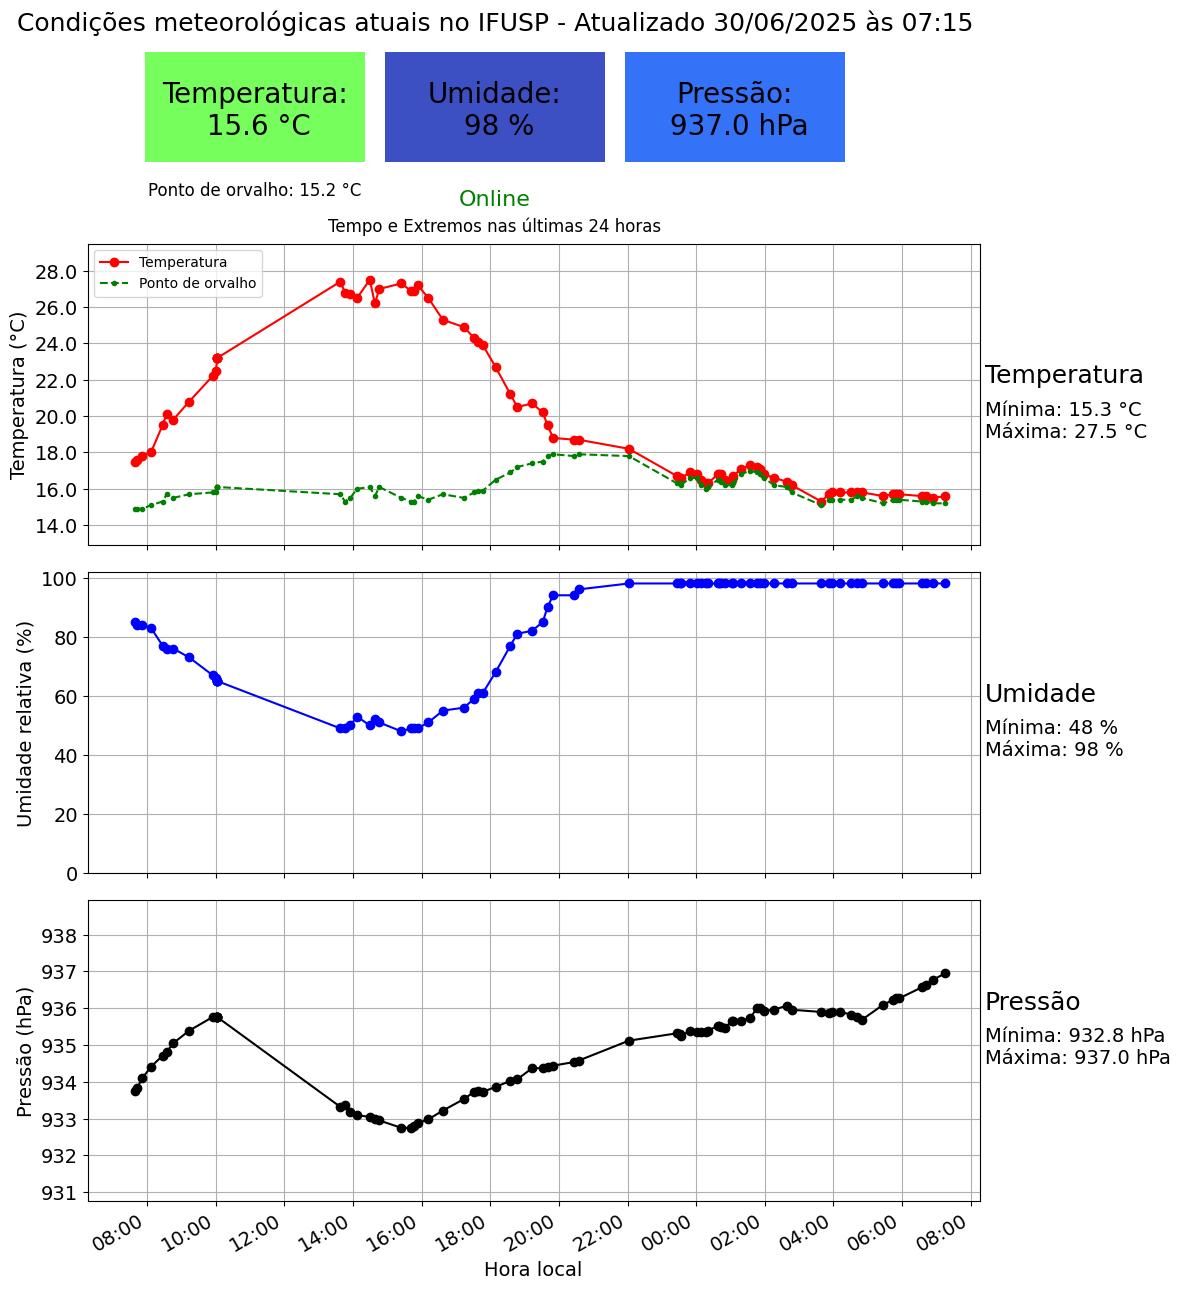 Condições meteorológicas atuais no IFUSP - Atualizado 30/06/2025 às 07:15
Temperatura:
15.6 °C
Umidade:
98 %
Pressão:
937.0 hPa
Ponto de orvalho: 15.2 °C
Online
Tempo e Extremos nas últimas 24 horas
Temperatura
Ponto de orvalho
Temperatura (°C)
28.0
26.0
24.0
22.0
20.0
18.0
16.0
14.0
Temperatura
Mínima: 15.3 °C
Máxima: 27.5 °C
Umidade relativa (%)
100
80
60
40
20
0
Umidade
Mínima: 48 %
Máxima: 98 %
Pressão (hPa)
938
937
936
935
934
933
932
931
Pressão
Mínima: 932.8 hPa
Máxima: 937.0 hPa
08:00
10:00
12:00
14:00
16:00
18:00
20:00
22:00
00:00
02:00
04:00
06:00
08:00
Hora local